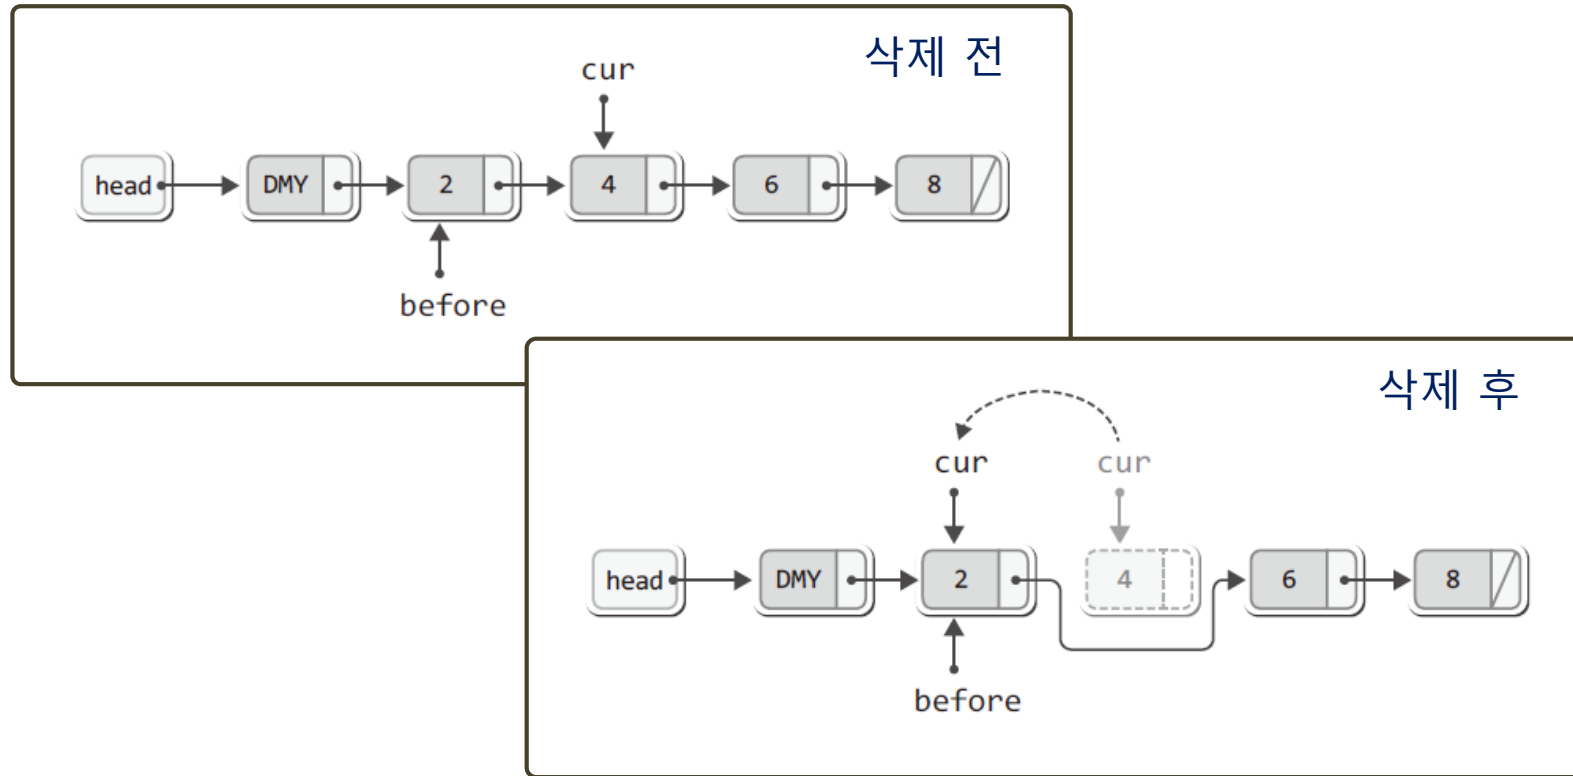 삭제 전
cur
head DMY 2 4 6 8
before
삭제 후
cur cur
head DMY 2 4 6 8
before